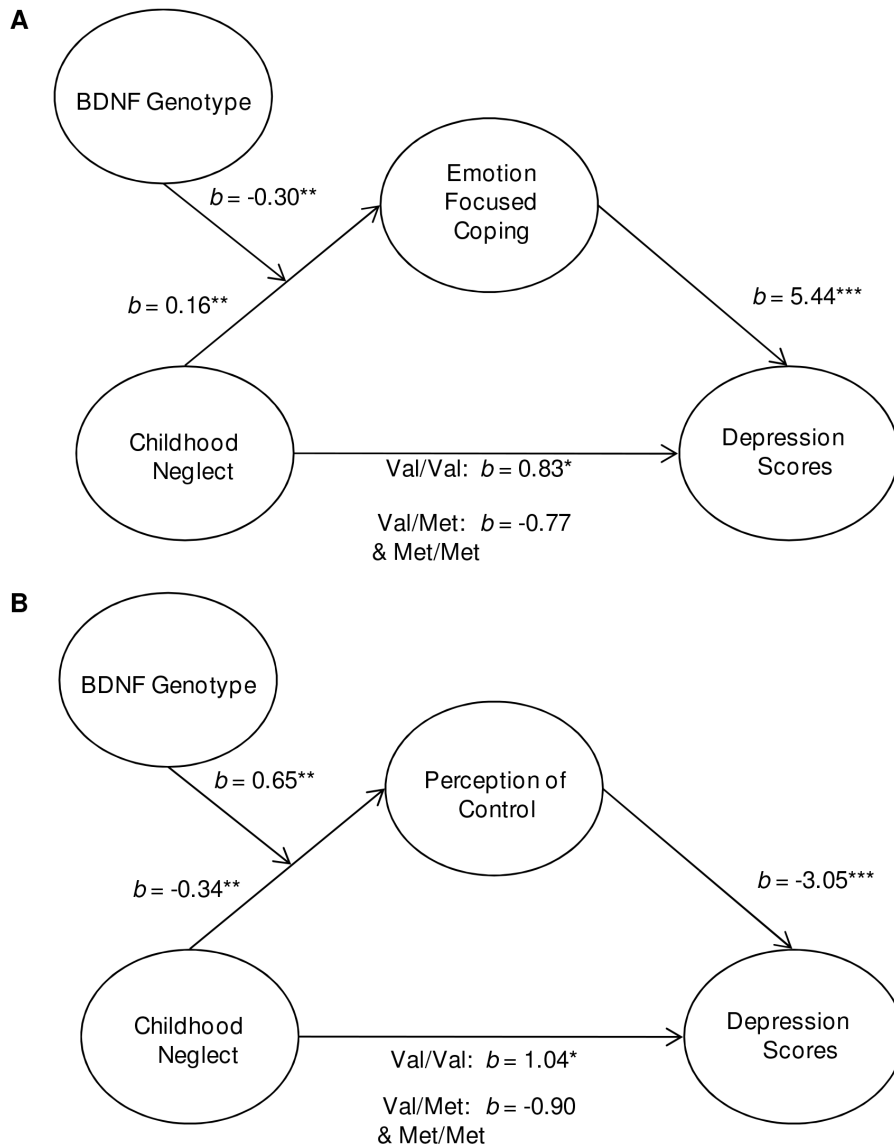 A
BDNF Genotype
b = -0.30**
Emotion
Focused
Coping
b = 0.16**
b = 5.44***
Childhood
Neglect
Depression
Scores
Val/Val: b = 0.83*
Val/Met: b = -0.77
& Met/Met
B
BDNF Genotype
b = 0.65**
Perception of
Control
b = -0.34**
b = -3.05***
Childhood
Neglect
Depression
Scores
Val/Val: b = 1.04*
Val/Met: b = -0.90
& Met/Met